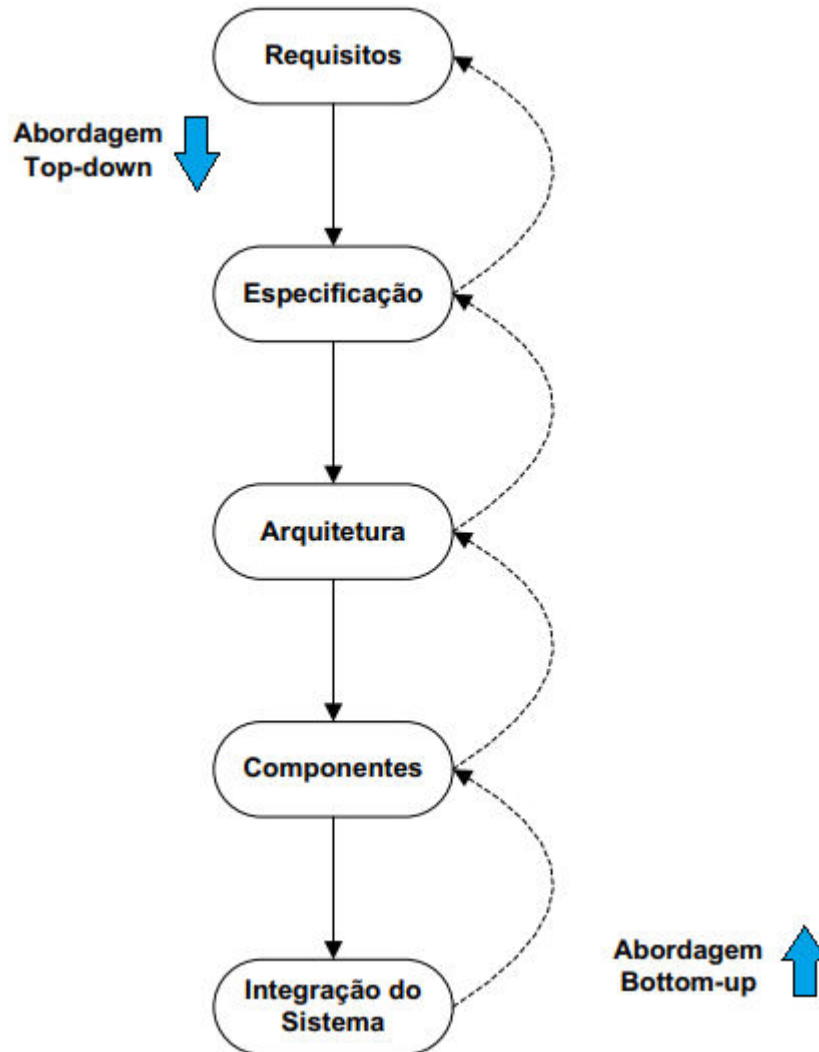 Requisitos
Abordagem
Top-down
Especificação
Arquitetura
Componentes
Integração do
Sistema
Abordagem
Bottom-up